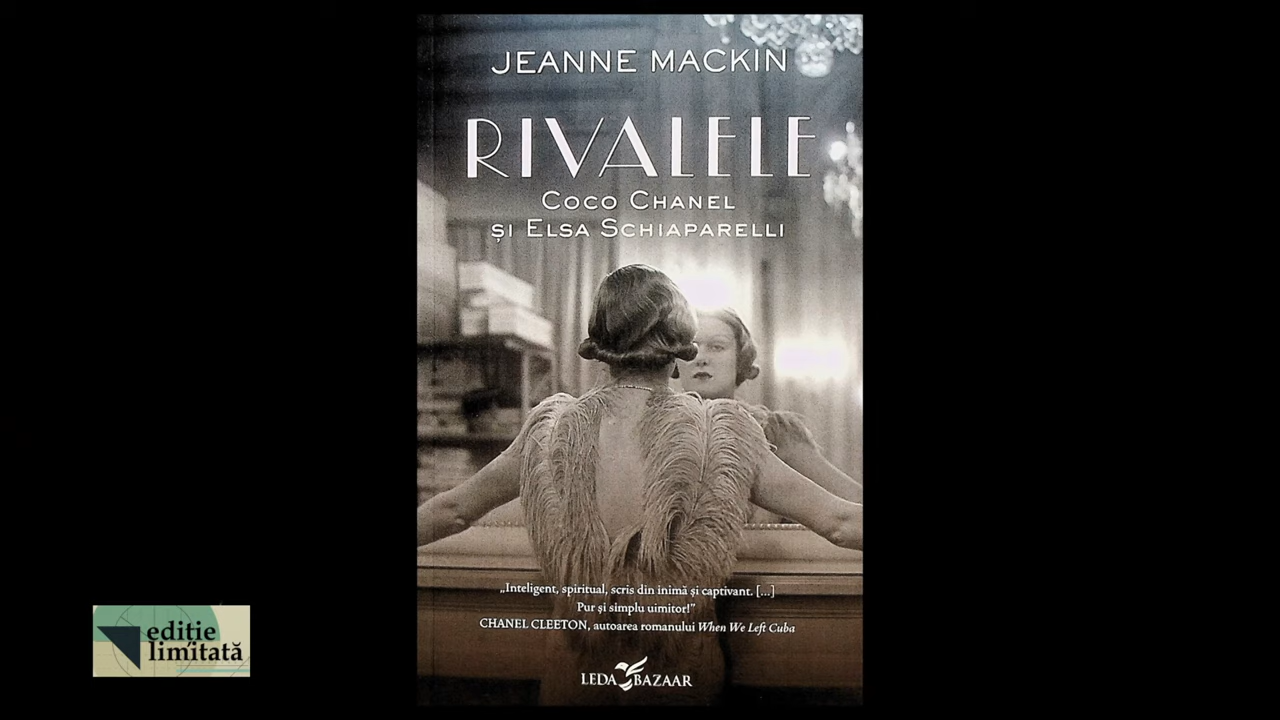 JEANNE MACKIN
RIVALELE
COCO CHANEL
ȘI ELSA SCHIAPARELLI
„Inteligent, spiritual, scris din inimă și captivant. [...]
Pur și simplu uimitor!”
CHANEL CLEETON, autoarea romanului When We Left Cuba
LEDA BAZAAR
ediție
limitată